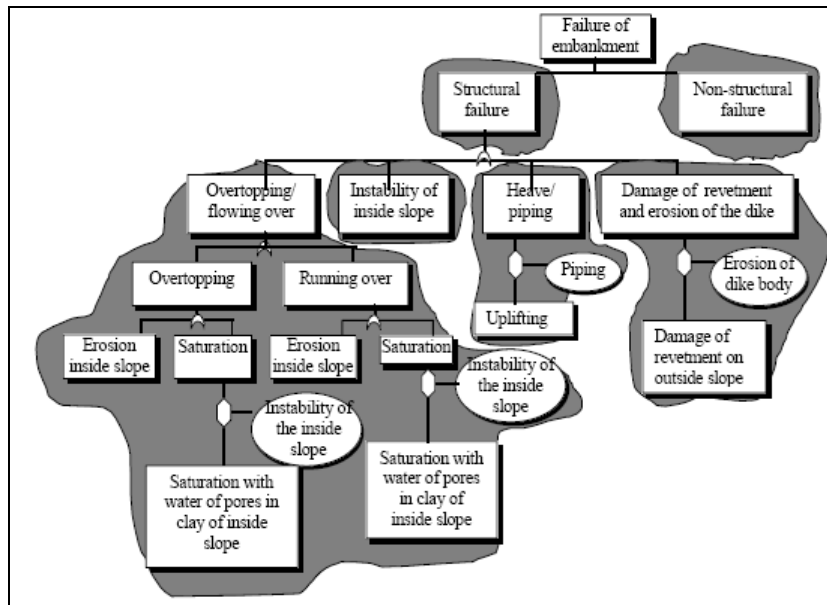 Failure of
embankment
Structural
failure
Non-structural
failure
Overtopping/
flowing over
Instability of
inside slope
Heave/
piping
Damage of revetment
and erosion of the dike
Overtopping
Running over
Piping
Erosion of
dike body
Erosion
inside slope
Saturation
Erosion
inside slope
Saturation
Uplifting
Damage of
revetment on
outside slope
Instability of
the inside
slope
Instability of
the inside
slope
Saturation with
water of pores in
clay of inside
slope
Saturation with
water of pores
in clay of
inside slope